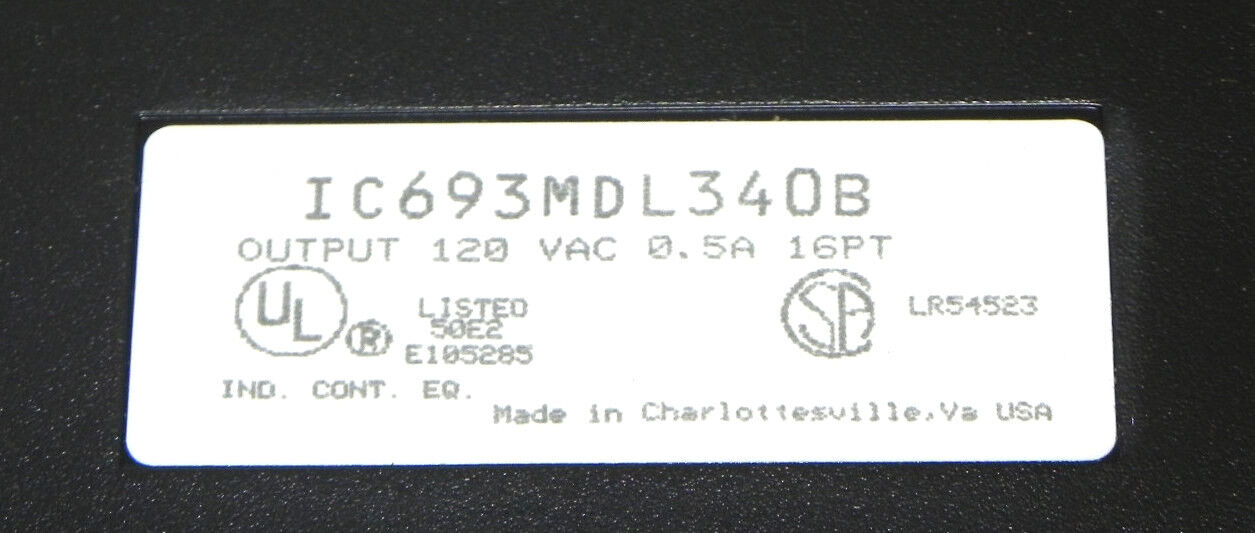 IC693MDL340B
OUTPUT 120 VAC 0.5A 16PT
UL ® LISTED
50E2
E105285
SA LR54523
IND. CONT. EQ.
Made in Charlottesville,Va USA